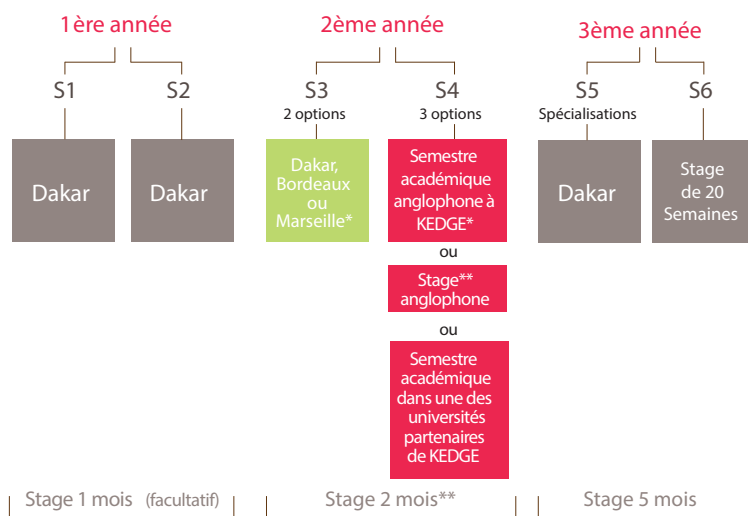 1ère année
2ème année
3ème année
S1
S2
S3
S4
S5
S6
2 options
3 options
Spécialisations
Dakar
Dakar
Dakar,
Bordeaux
ou
Marseille*
Semestre
académique
anglophone à
KEDGE*
ou
Stage**
anglophone
ou
Semestre
académique
dans une des
universités
partenaires
de KEDGE
Dakar
Stage
de 20
Semaines
Stage 1 mois (facultatif)
Stage 2 mois**
Stage 5 mois